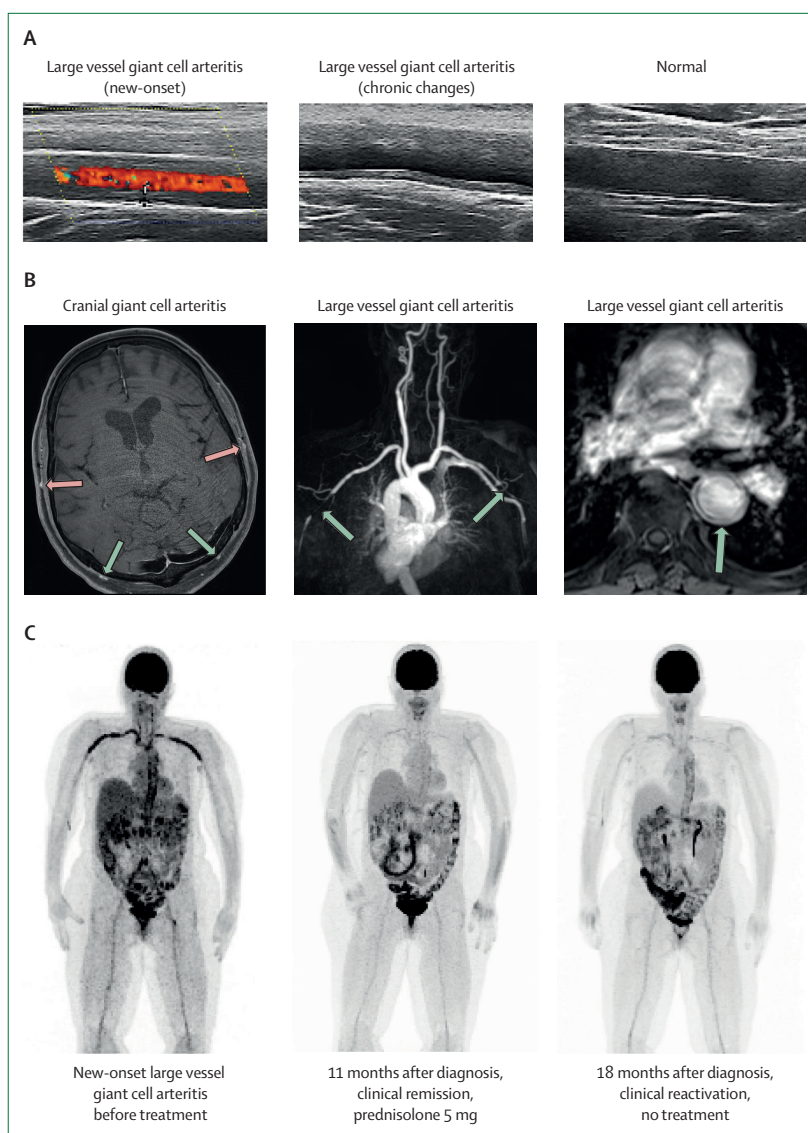 A
Large vessel giant cell arteritis
(new-onset)
Large vessel giant cell arteritis
(chronic changes)
Normal
B
Cranial giant cell arteritis
Large vessel giant cell arteritis
Large vessel giant cell arteritis
C
New-onset large vessel
giant cell arteritis
before treatment
11 months after diagnosis,
clinical remission,
prednisolone 5 mg
18 months after diagnosis,
clinical reactivation,
no treatment